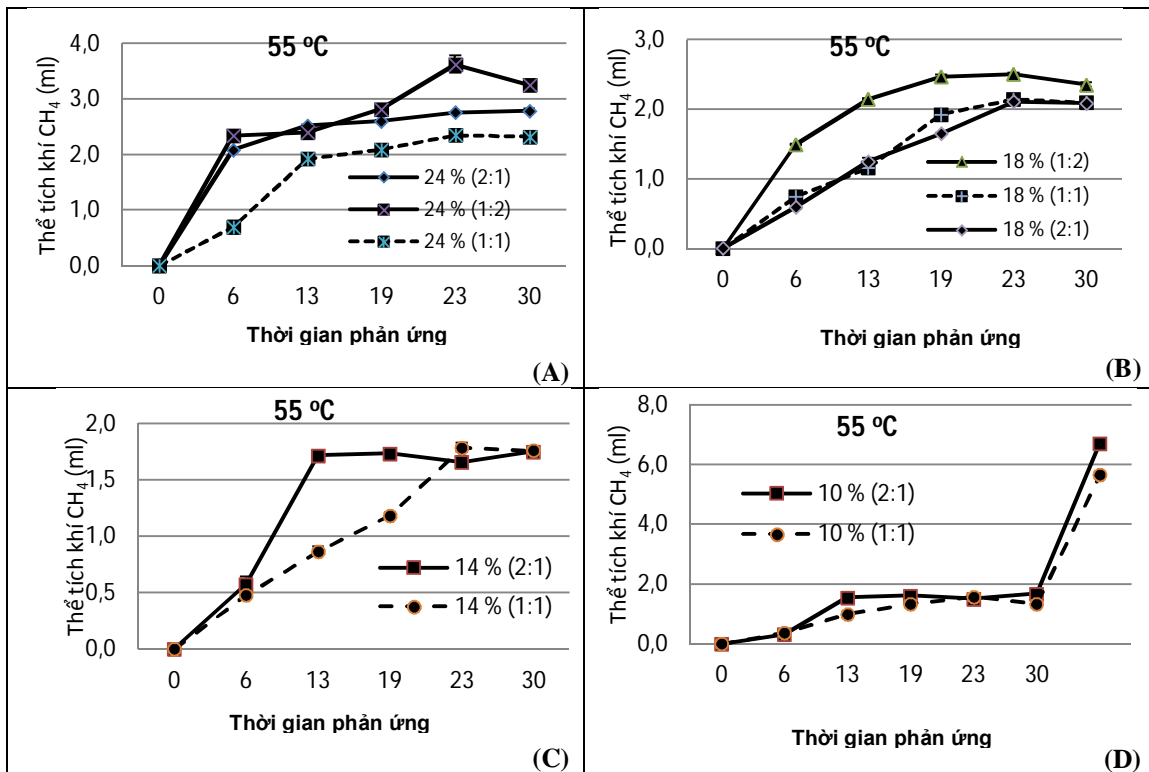 55 ºC
Thể tích khí CH₄ (ml)
4,0
3,0
2,0
1,0
0,0
24 % (2:1)
24 % (1:2)
24 % (1:1)
0 6 13 19 23 30
Thời gian phản ứng
(A)
55 ºC
Thể tích khí CH₄ (ml)
3,0
2,0
1,0
0,0
18 % (1:2)
18 % (1:1)
18 % (2:1)
0 6 13 19 23 30
Thời gian phản ứng
(B)
55 ºC
Thể tích khí CH₄ (ml)
2,0
1,5
1,0
0,5
0,0
14 % (2:1)
14 % (1:1)
0 6 13 19 23 30
Thời gian phản ứng
(C)
55 ºC
Thể tích khí CH₄ (ml)
8,0
6,0
4,0
2,0
0,0
10 % (2:1)
10 % (1:1)
0 6 13 19 23 30
Thời gian phản ứng
(D)